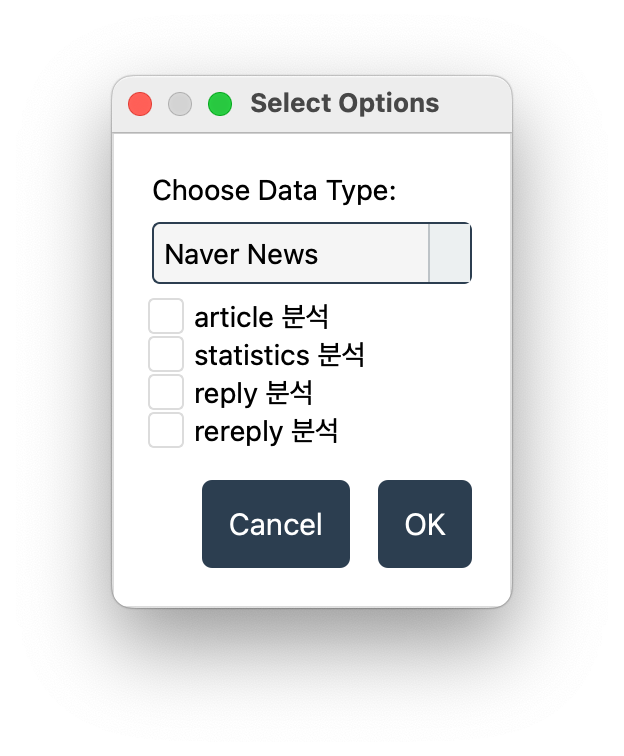 Select Options
Choose Data Type:
Naver News
article 분석
statistics 분석
reply 분석
rereply 분석
Cancel OK